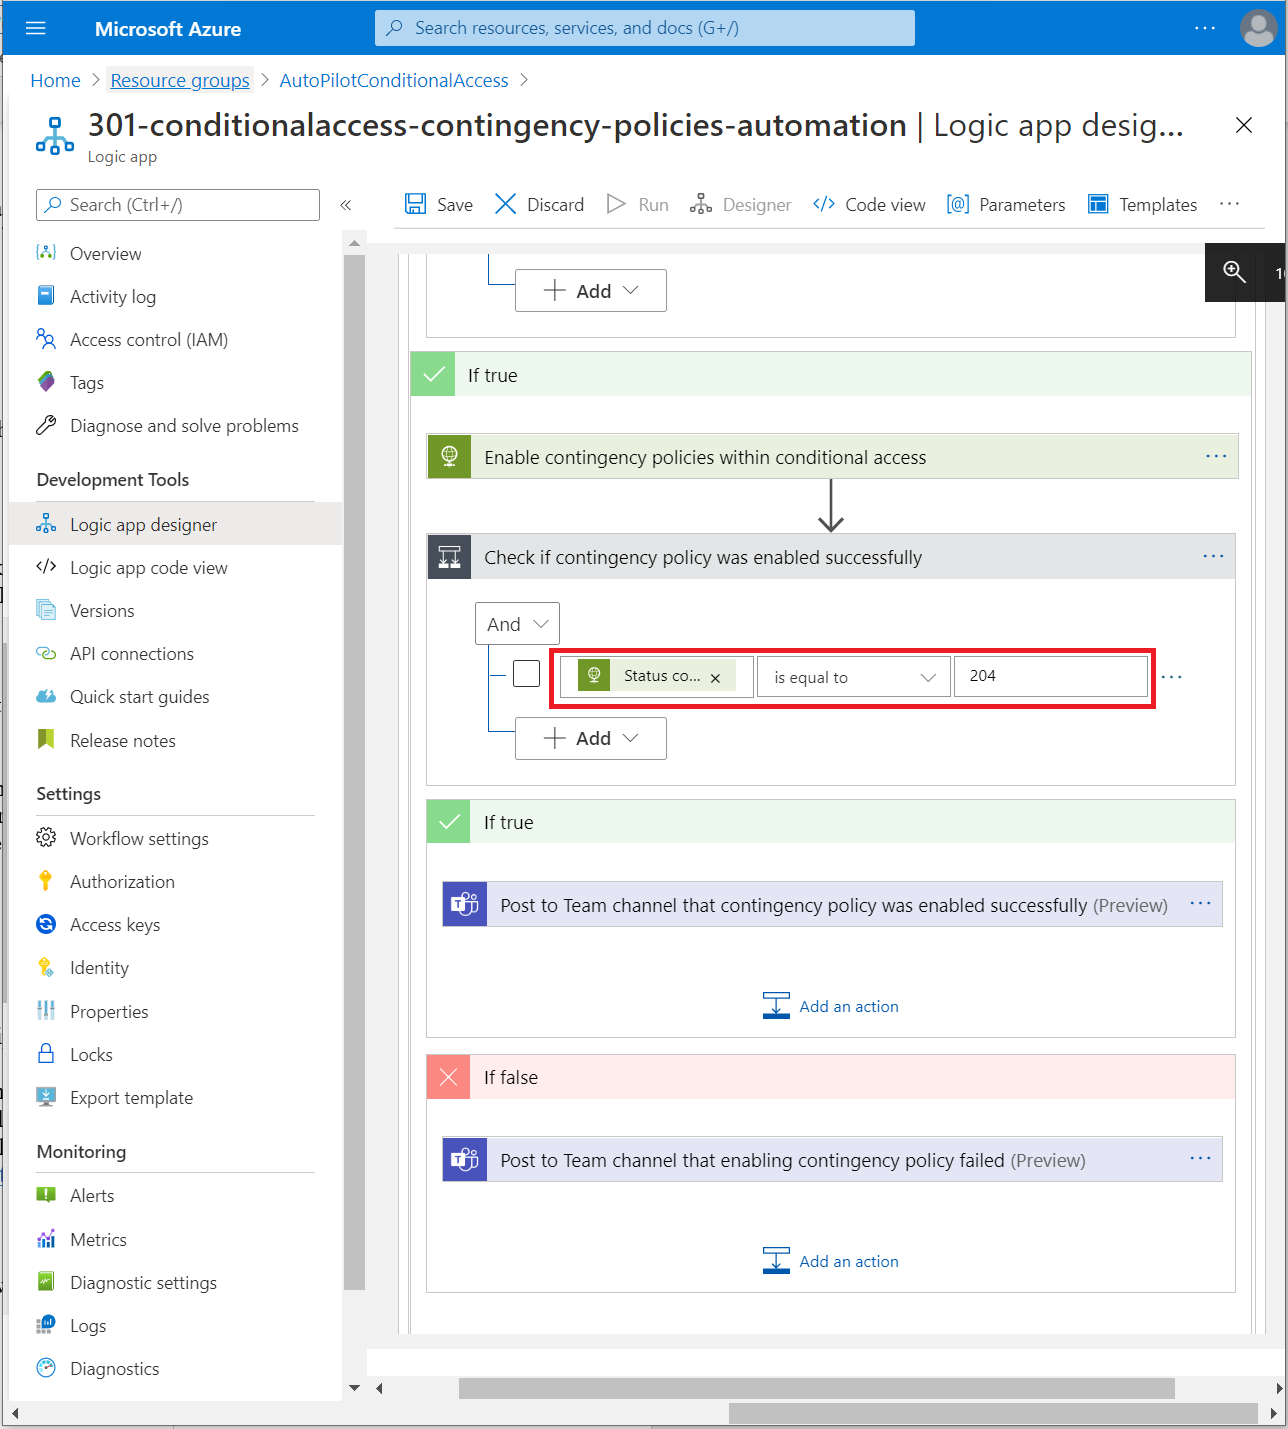 Microsoft Azure
Search resources, services, and docs (G+/)
Home > Resource groups > AutoPilotConditionalAccess >
301-conditionalaccess-contingency-policies-automation | Logic app desig...
Logic app
Search (Ctrl+/)
«
Save
Discard
Run
Designer
Code view
Parameters
Templates
Overview
Activity log
Access control (IAM)
Tags
Diagnose and solve problems
Development Tools
Logic app designer
Logic app code view
Versions
API connections
Quick start guides
Release notes
Settings
Workflow settings
Authorization
Access keys
Identity
Properties
Locks
Export template
Monitoring
Alerts
Metrics
Diagnostic settings
Logs
Diagnostics
Add
If true
Enable contingency policies within conditional access
Check if contingency policy was enabled successfully
And
Status co... × is equal to 204
Add
If true
Post to Team channel that contingency policy was enabled successfully (Preview)
Add an action
If false
Post to Team channel that enabling contingency policy failed (Preview)
Add an action